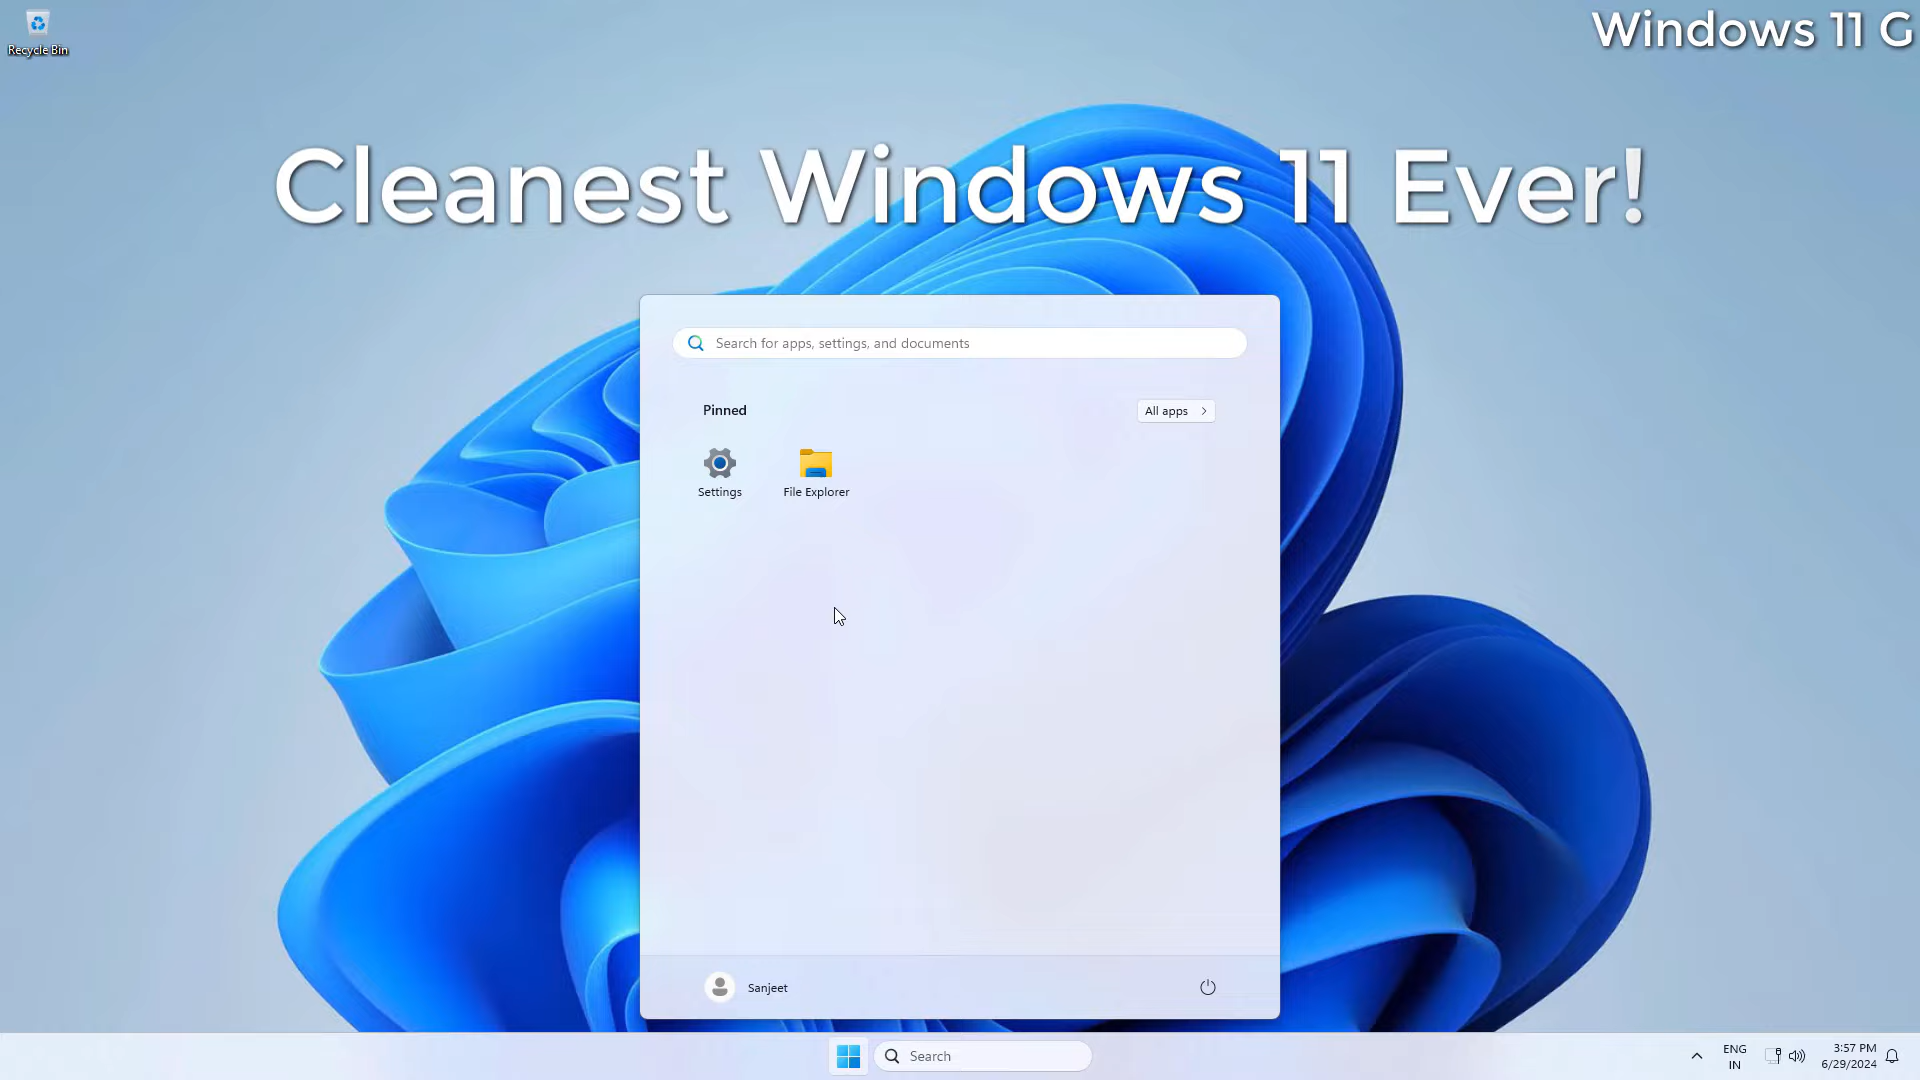 Recycle Bin
Windows 11 G
Cleanest Windows 11 Ever!
Search for apps, settings, and documents
Pinned
All apps
Settings
File Explorer
Sanjeet
Search
ENG
IN
3:57 PM
6/29/2024